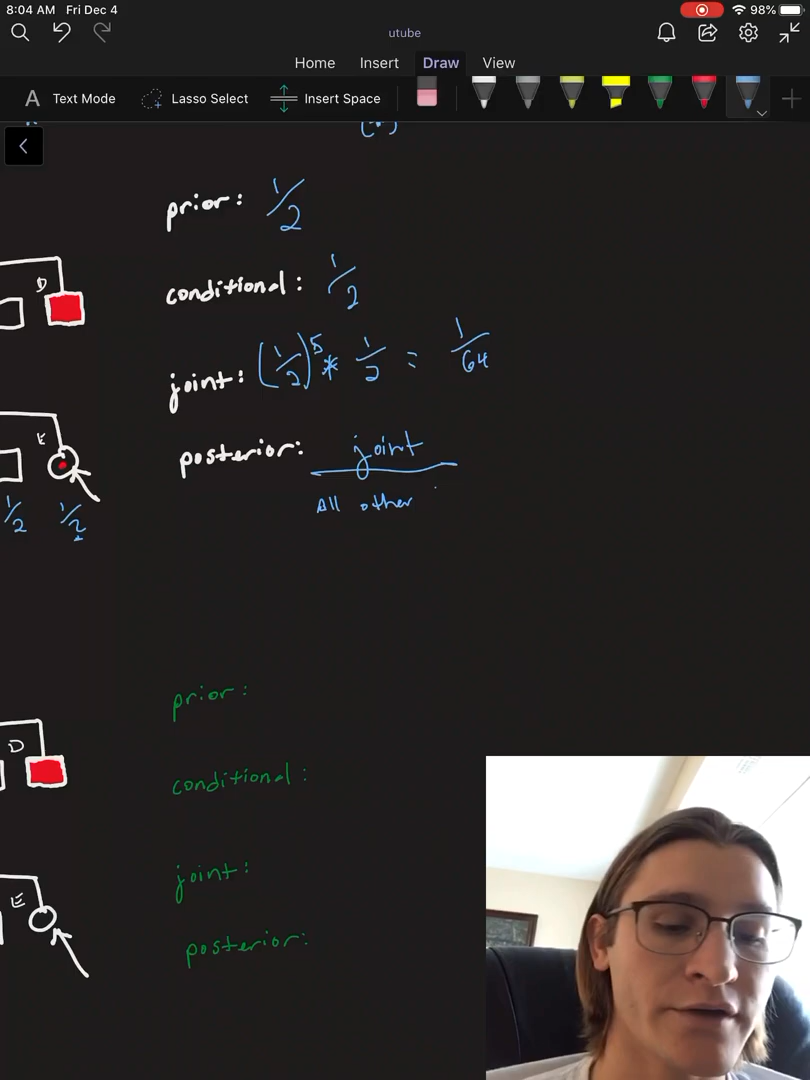 8:04 AM Fri Dec 4
98%
utube
Home Insert Draw View
A Text Mode Lasso Select Insert Space
prior: 1/2
D
conditional: 1/2
joint: (1/2)^5 * 1/2 = 1/64
E
posterior: joint
All other
1/2 1/2
prior:
D
conditional:
joint:
E
posterior: